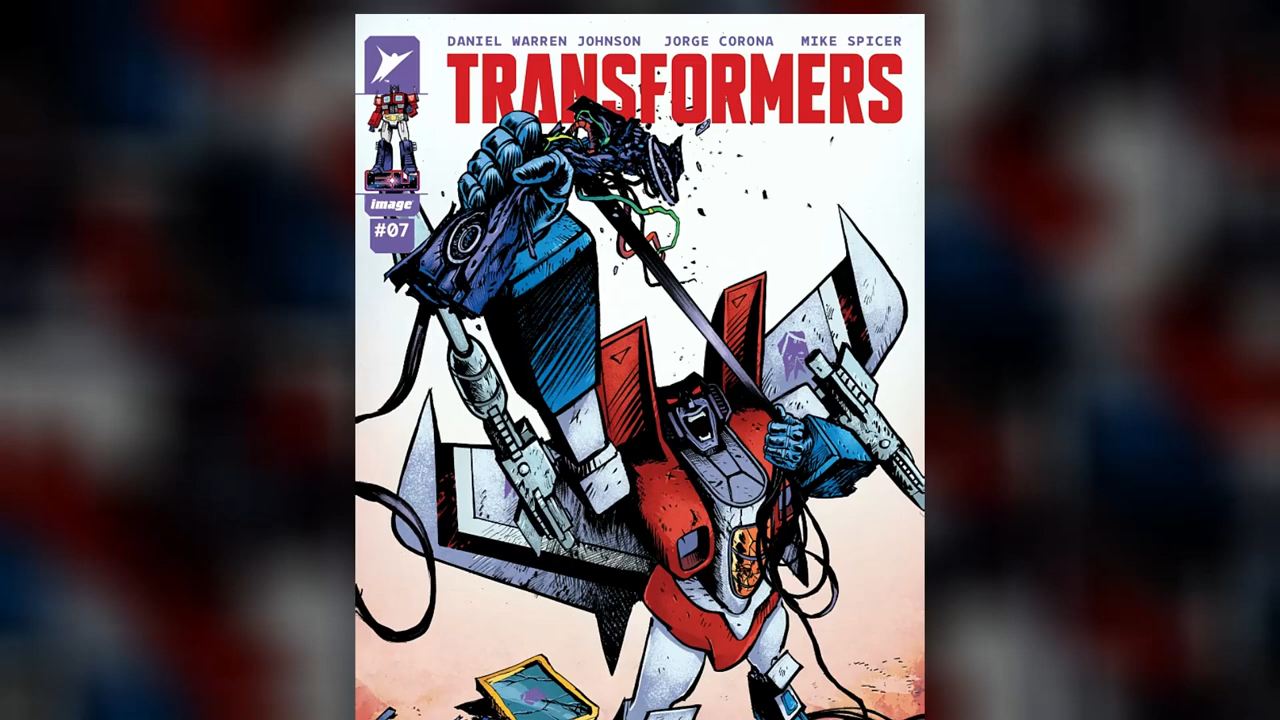 DANIEL WARREN JOHNSON JORGE CORONA MIKE SPICER
TRANSFORMERS
image
#07